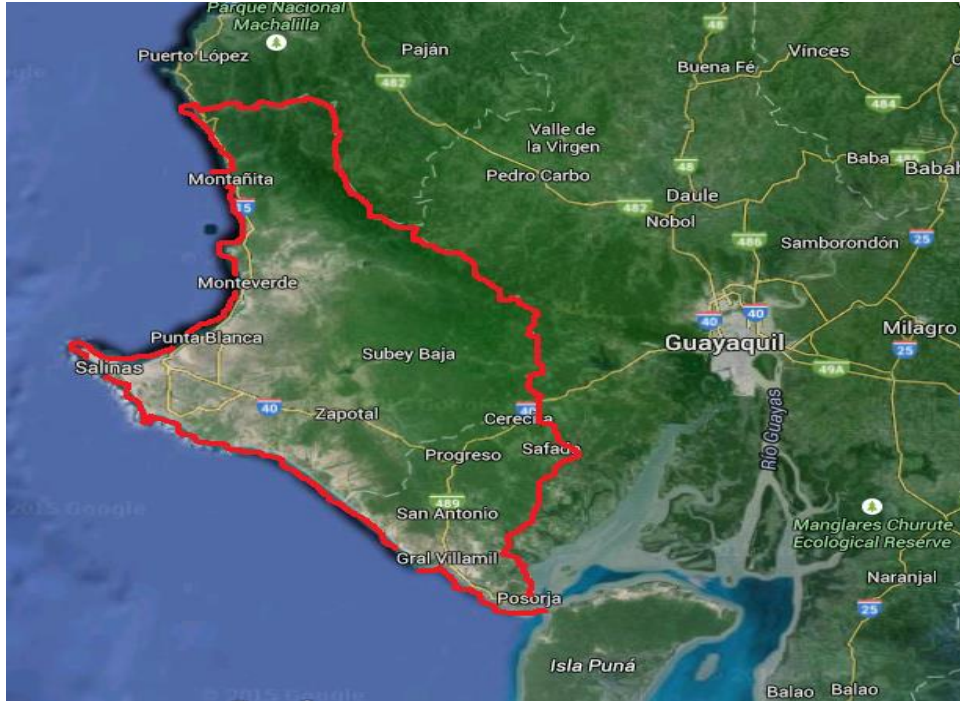 Parque Nacional
Machalilla
Puerto López
Paján
482
48
Buena Fé
Vínces
484
Valle de
la Virgen
Pedro Carbo
48
Baba
Babah
Montañita
15
Daule
482
Nobol
486
Samborondón
25
Monteverde
40
40
Punta Blanca
Guayaquil
Milagro
25
Salinas
Subey Baja
49A
40
Zapotal
Cerecita
40
Progreso
Safado
Río Guayas
489
San Antonio
2015 Google
Manglares Churute
Ecological Reserve
Gral Villamil
Naranjal
Posorja
25
Isla Puná
© 2015 Google
Balao
Balao